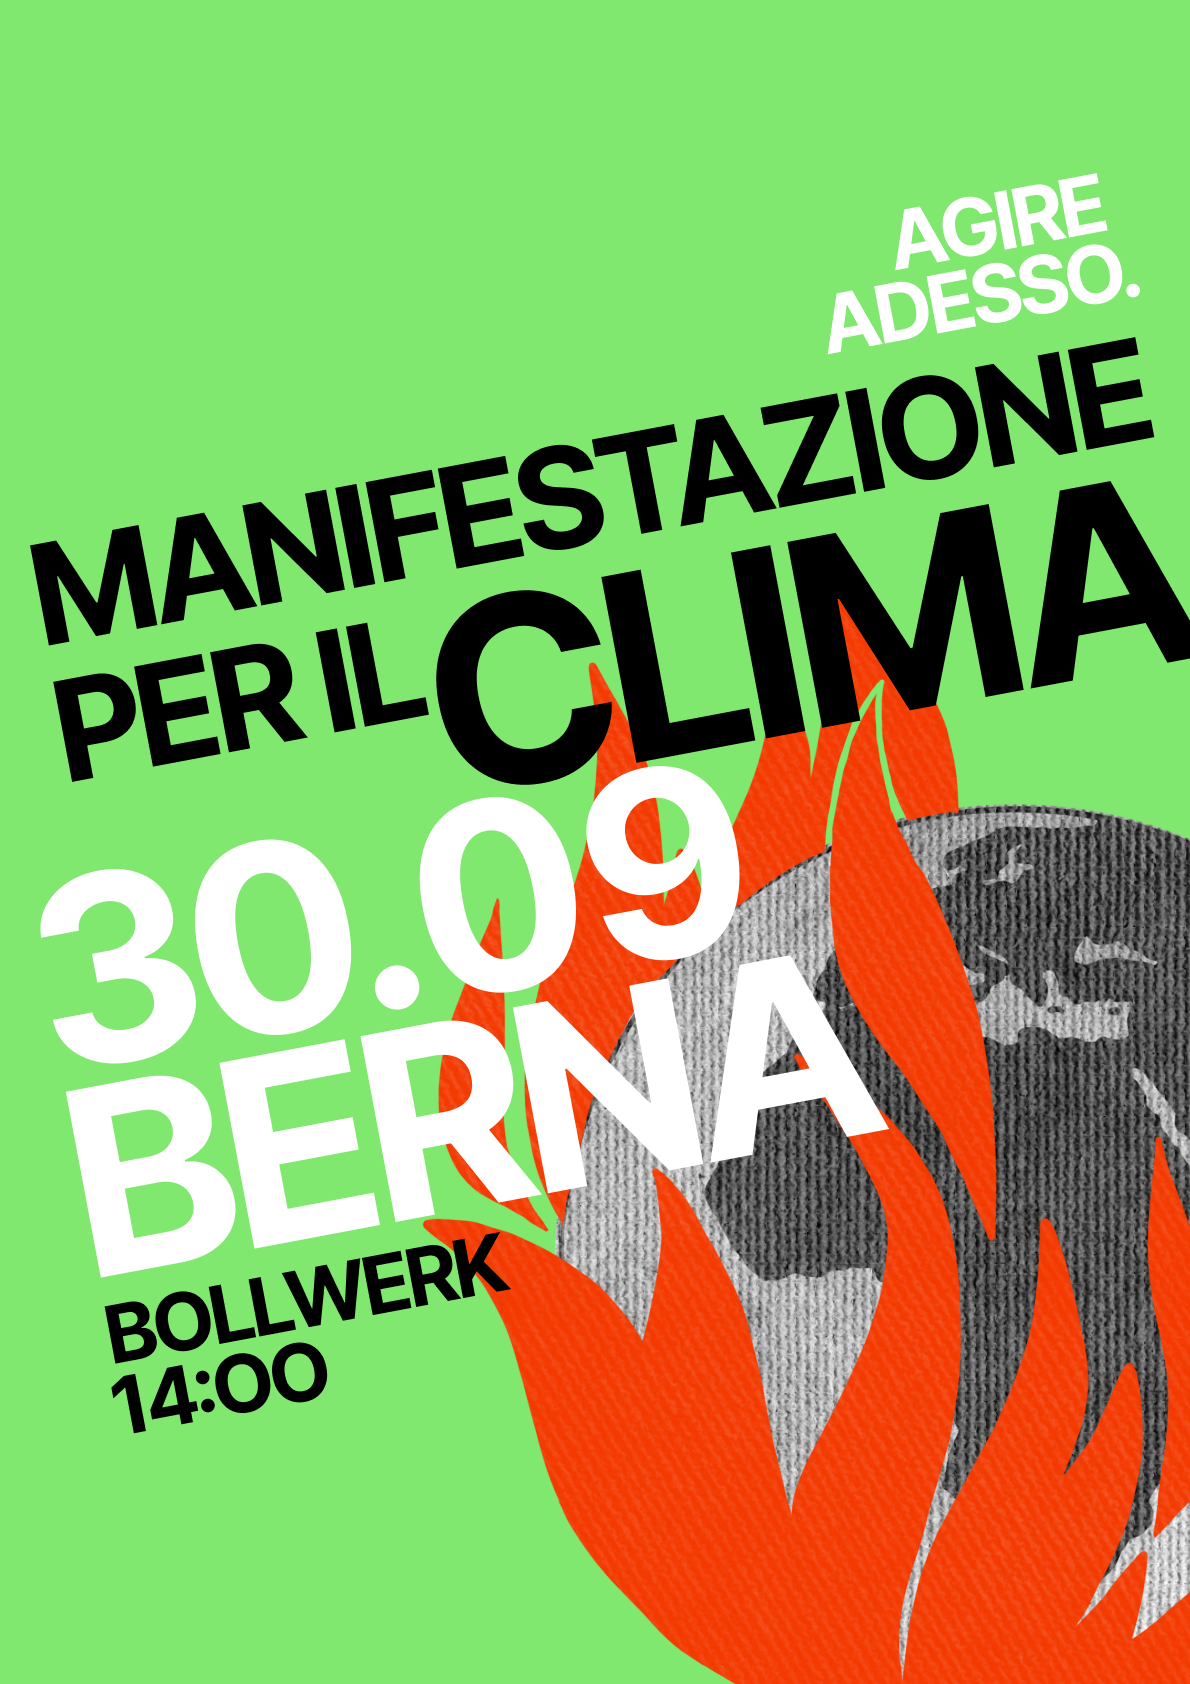 AGIRE
ADESSO.
MANIFESTAZIONE
PER IL CLIMA
30.09
BERNA
BOLLWERK
14:00